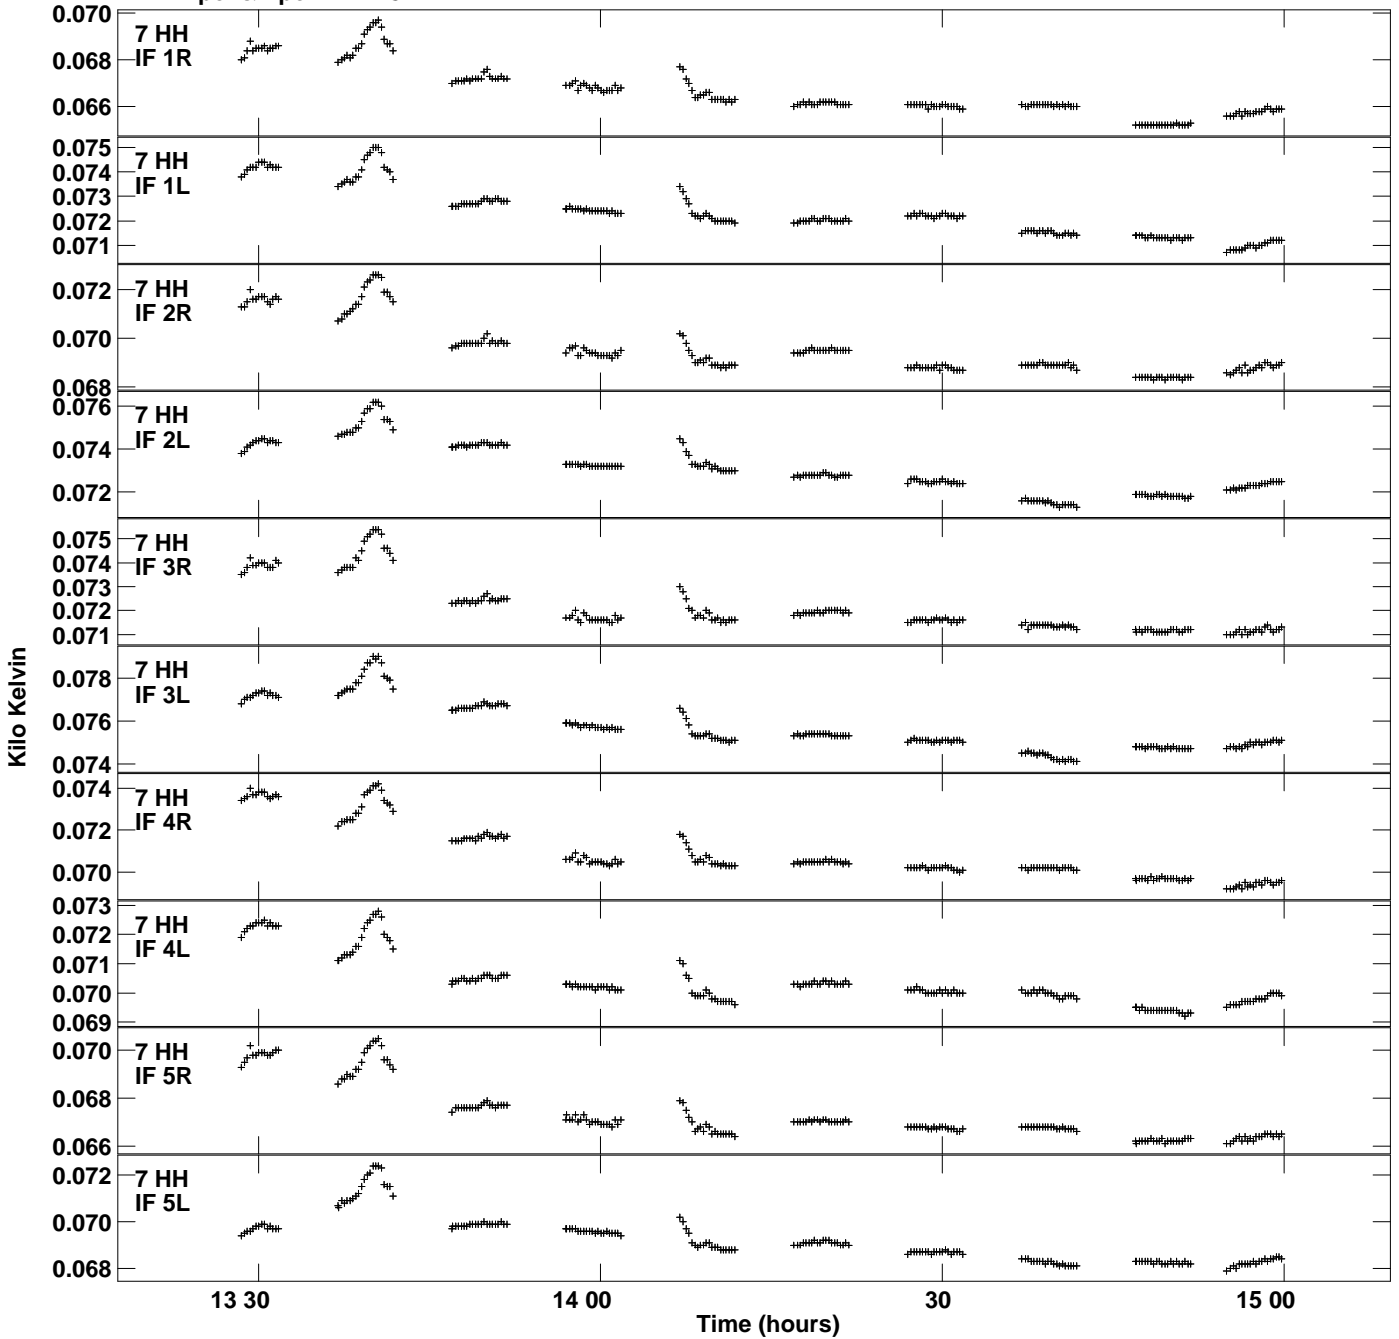 0.070
0.068
0.066
7 HH
IF 1R
0.075
0.074
0.073
0.072
0.071
7 HH
IF 1L
0.072
0.070
0.068
7 HH
IF 2R
0.076
0.074
0.072
7 HH
IF 2L
0.075
0.074
0.073
0.072
0.071
7 HH
IF 3R
0.078
0.076
0.074
7 HH
IF 3L
0.074
0.072
0.070
7 HH
IF 4R
0.073
0.072
0.071
0.070
0.069
7 HH
IF 4L
0.070
0.068
0.066
7 HH
IF 5R
0.072
0.070
0.068
7 HH
IF 5L
Kilo Kelvin
13 30 14 00 30 15 00
Time (hours)